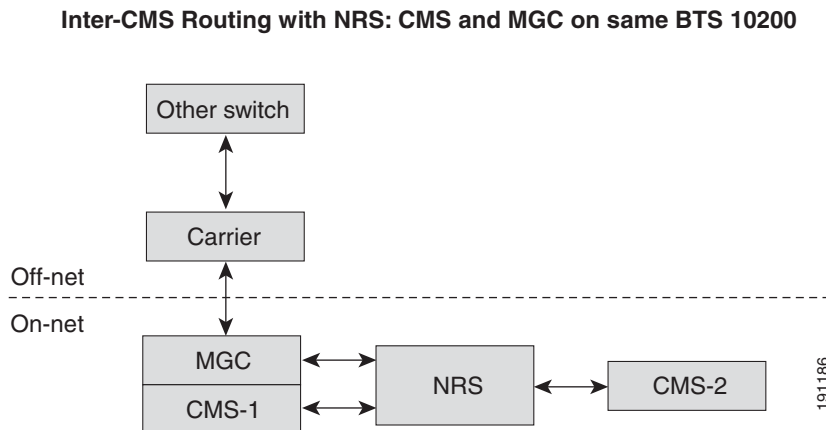 Inter-CMS Routing with NRS: CMS and MGC on same BTS 10200
Other switch
Carrier
Off-net
On-net
MGC
CMS-1
NRS
CMS-2
191186